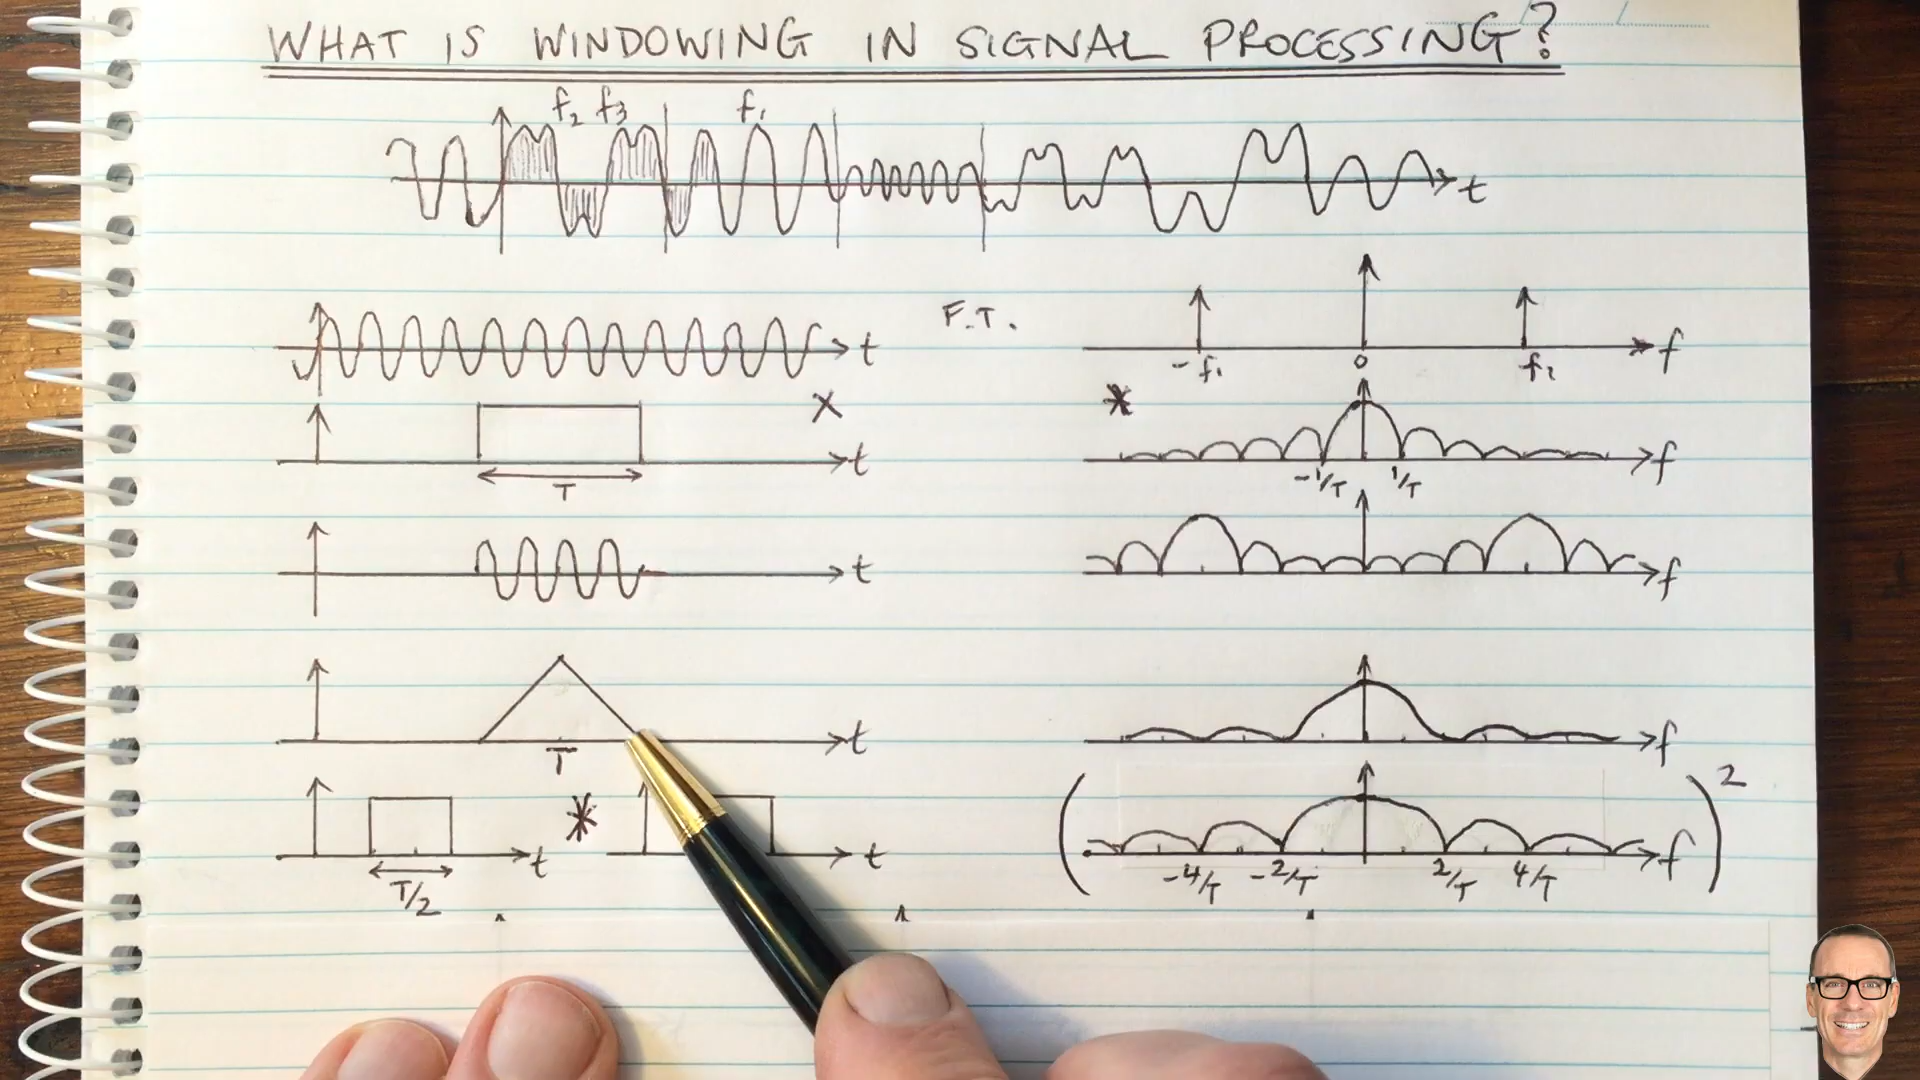 WHAT IS WINDOWING IN SIGNAL PROCESSING?
f2 f3 f1
t
t F.T. -f1 0 f2 f
× *
t f
T -1/T 1/T
t f
t f
T
* ( )2
t t f
T/2 -4/T -2/T 2/T 4/T